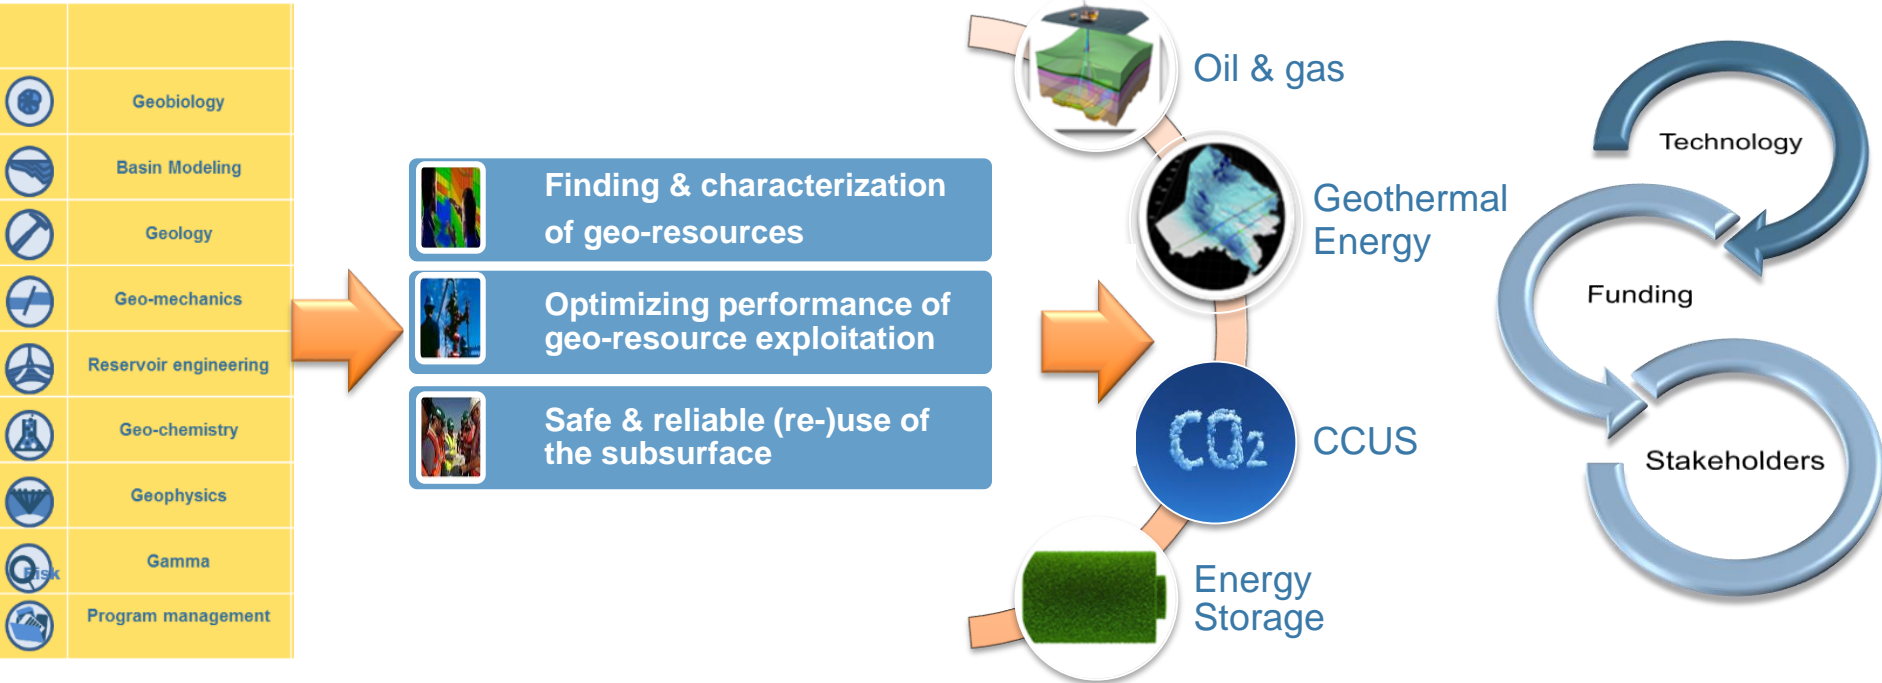 Geobiology
Basin Modeling
Geology
Geo-mechanics
Reservoir engineering
Geo-chemistry
Geophysics
Gamma
Risk
Program management
Finding & characterization
of geo-resources
Optimizing performance of
geo-resource exploitation
Safe & reliable (re-)use of
the subsurface
Oil & gas
Geothermal
Energy
CO2
CCUS
Energy
Storage
Technology
Funding
Stakeholders